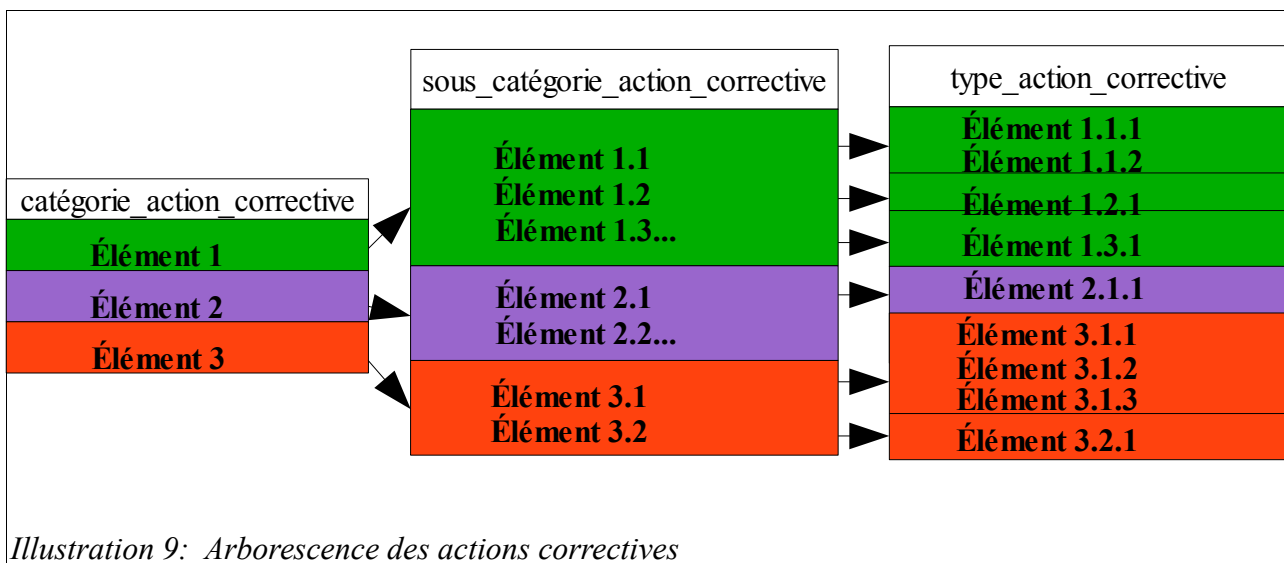 catégorie_action_corrective
Élément 1
Élément 2
Élément 3
sous_catégorie_action_corrective
Élément 1.1
Élément 1.2
Élément 1.3...
Élément 2.1
Élément 2.2...
Élément 3.1
Élément 3.2
type_action_corrective
Élément 1.1.1
Élément 1.1.2
Élément 1.2.1
Élément 1.3.1
Élément 2.1.1
Élément 3.1.1
Élément 3.1.2
Élément 3.1.3
Élément 3.2.1
Illustration 9: Arborescence des actions correctives